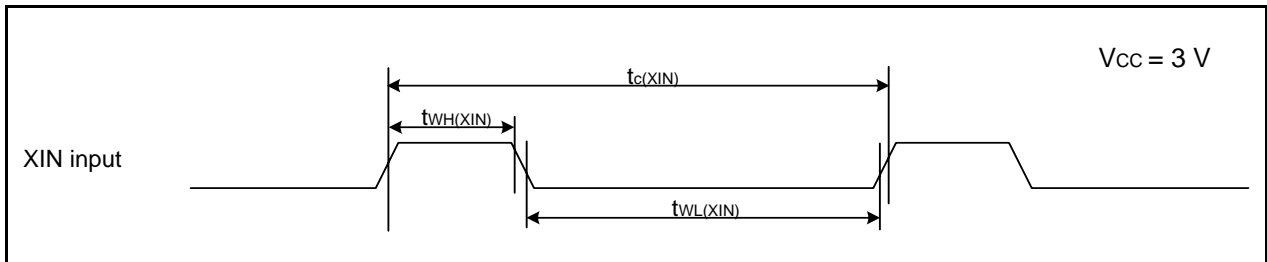 VCC = 3 V
tc(XIN)
tWH(XIN)
XIN input
tWL(XIN)